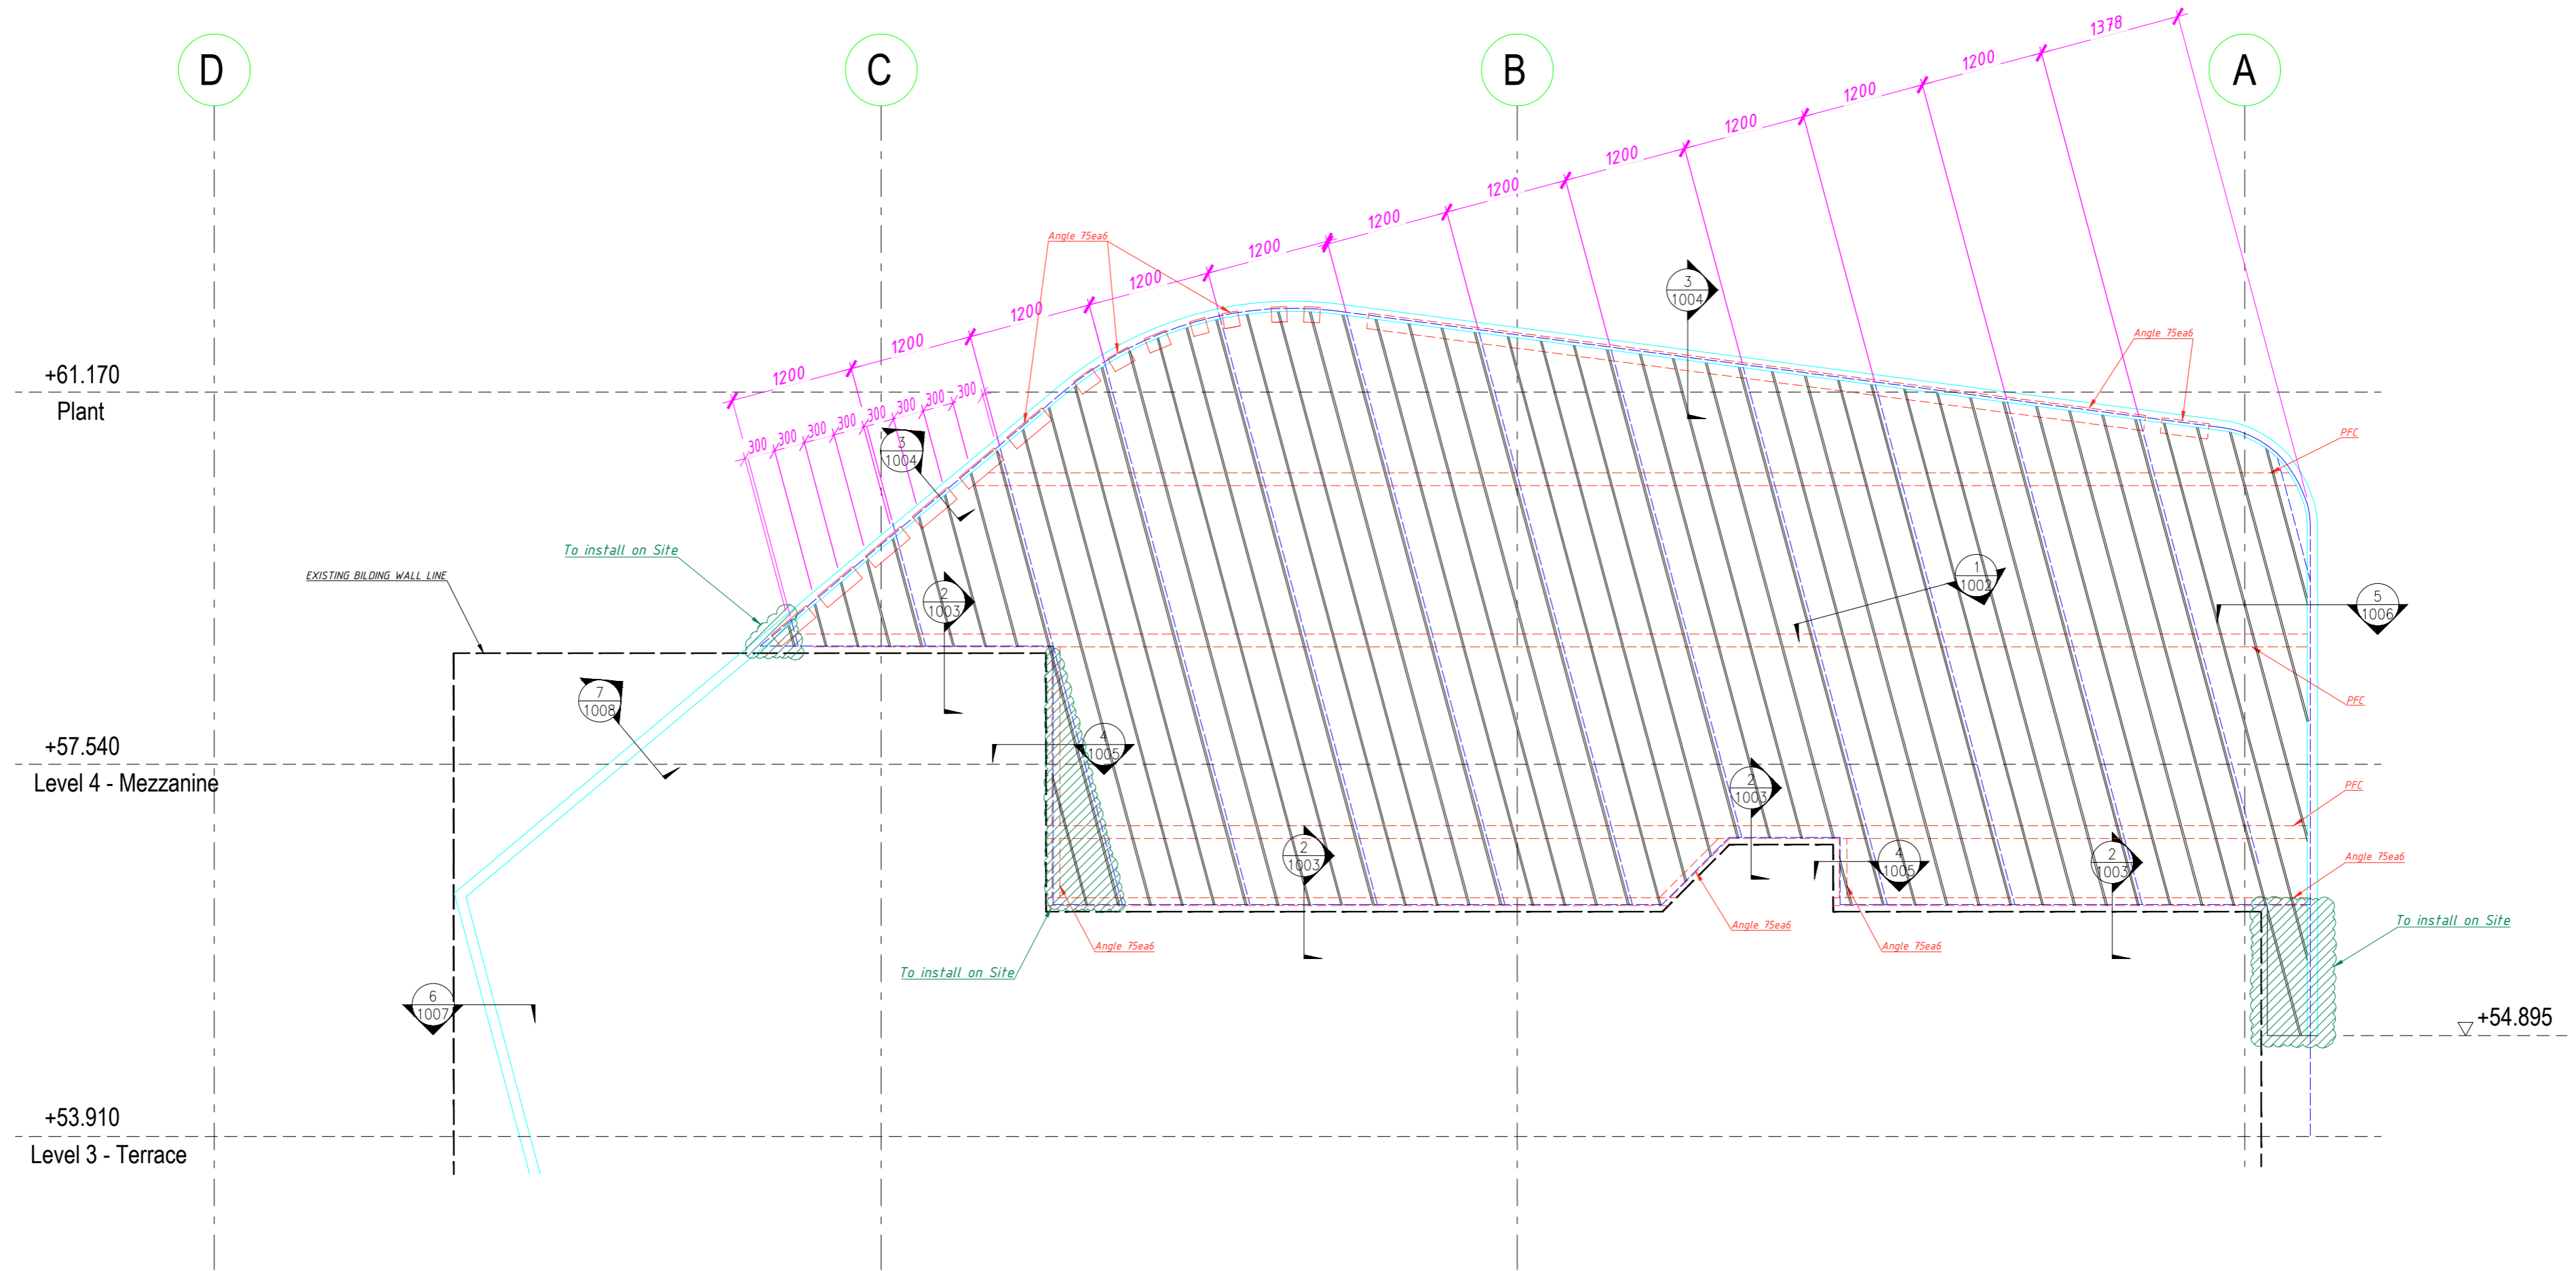 D
C
B
A
1378
1200
1200
1200
1200
1200
1200
1200
1200
1200
1200
1200
1200
300
300
300
300
300
300
300
300
Angle 75ea6
3
1004
Angle 75ea6
+61.170
Plant
PFC
3
1004
To install on Site
EXISTING BILDING WALL LINE
2
1003
1
1002
5
1006
7
1008
PFC
4
1005
+57.540
Level 4 - Mezzanine
2
1003
PFC
2
1003
4
1005
2
1003
Angle 75ea6
Angle 75ea6
Angle 75ea6
Angle 75ea6
To install on Site
To install on Site
6
1007
+54.895
+53.910
Level 3 - Terrace